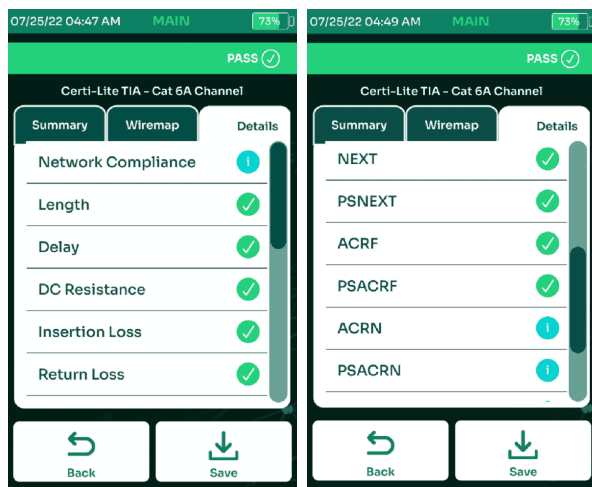 07/25/22 04:47 AM MAIN 73%
PASS
Certi-Lite TIA - Cat 6A Channel
Summary Wiremap Details
Network Compliance i
Length
Delay
DC Resistance
Insertion Loss
Return Loss
Back Save
07/25/22 04:49 AM MAIN 73%
PASS
Certi-Lite TIA - Cat 6A Channel
Summary Wiremap Details
NEXT
PSNEXT
ACRF
PSACRF
ACRN i
PSACRN i
Back Save